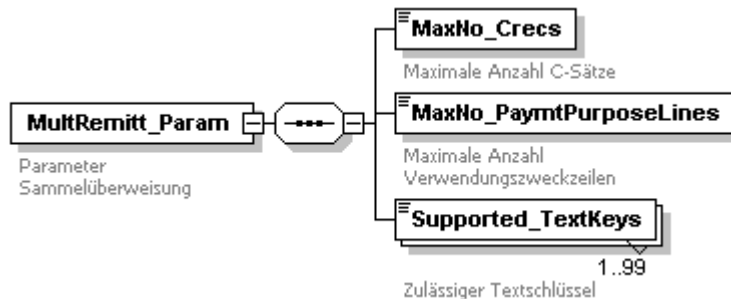 MaxNo_Crecs
Maximale Anzahl C-Sätze
MultRemitt_Param
Parameter
Sammelüberweisung
MaxNo_PaymtPurposeLines
Maximale Anzahl
Verwendungszweckzeilen
Supported_TextKeys
1..99
Zulässiger Textschlüssel